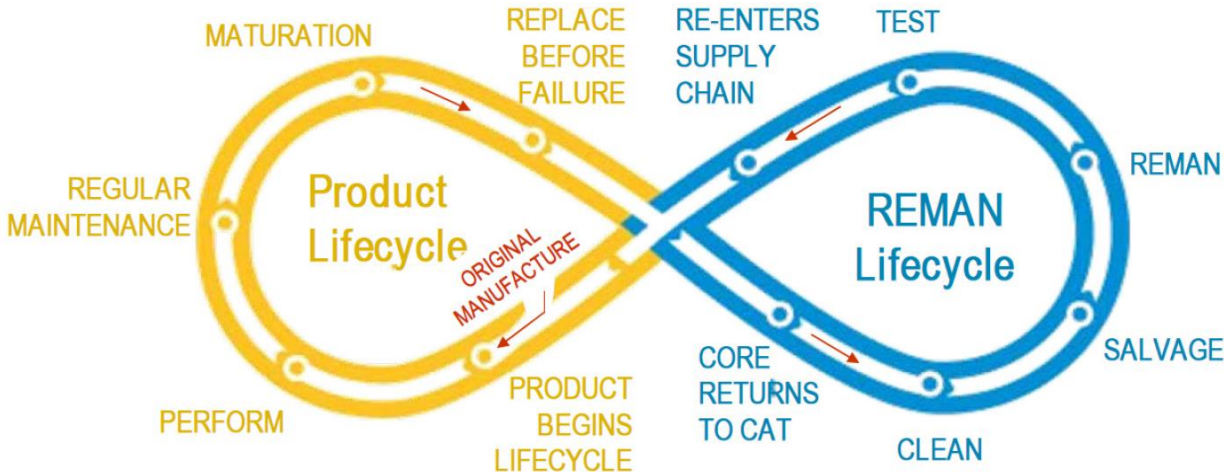 MATURATION
REPLACE
BEFORE
FAILURE
RE-ENTERS
SUPPLY
CHAIN
TEST
REGULAR
MAINTENANCE
Product
Lifecycle
ORIGINAL
MANUFACTURE
REMAN
Lifecycle
REMAN
SALVAGE
PERFORM
PRODUCT
BEGINS
LIFECYCLE
CORE
RETURNS
TO CAT
CLEAN